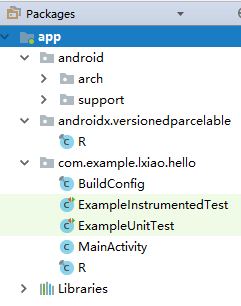 Packages
app
android
arch
support
androidx.versionedparcelable
R
com.example.lxiao.hello
BuildConfig
ExampleInstrumentedTest
ExampleUnitTest
MainActivity
R
Libraries